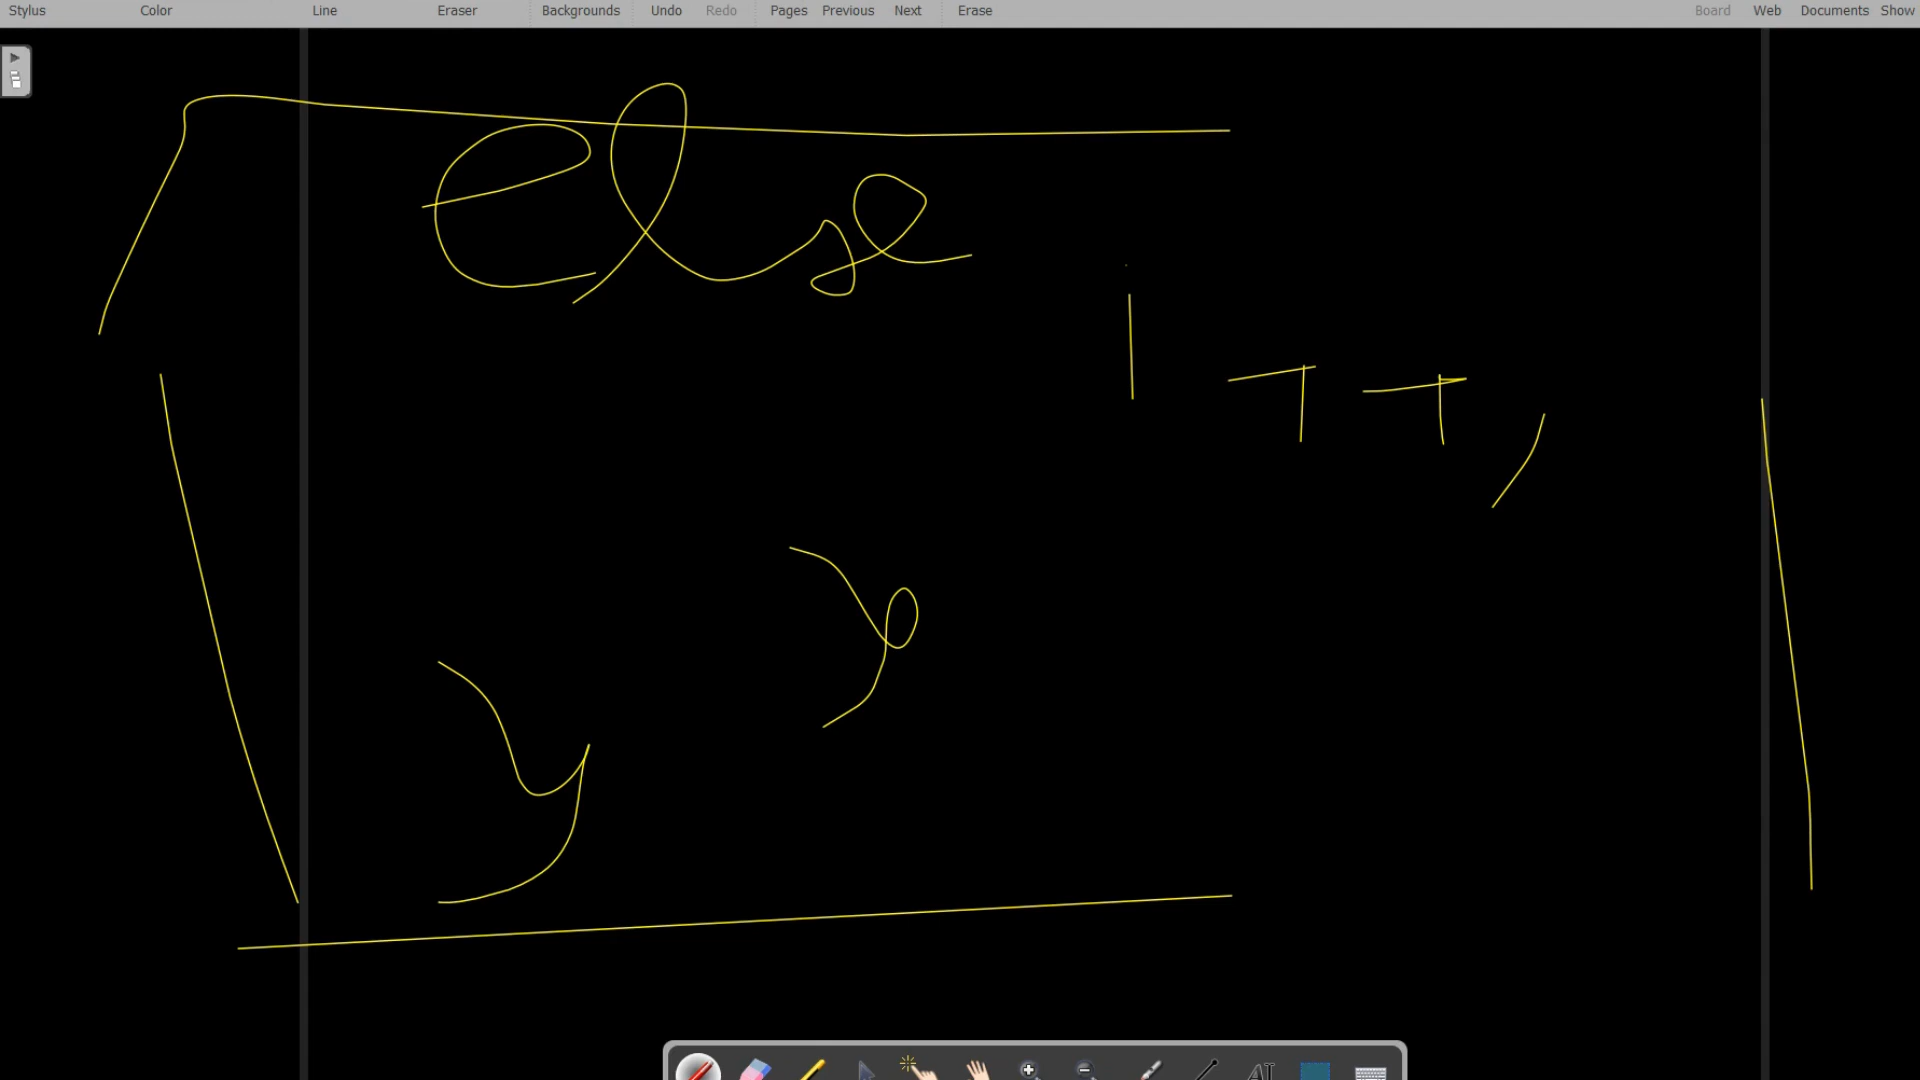 Stylus Color Line Eraser Backgrounds Undo Redo Pages Previous Next Erase Board Web Documents Show
else
i++;
}
}